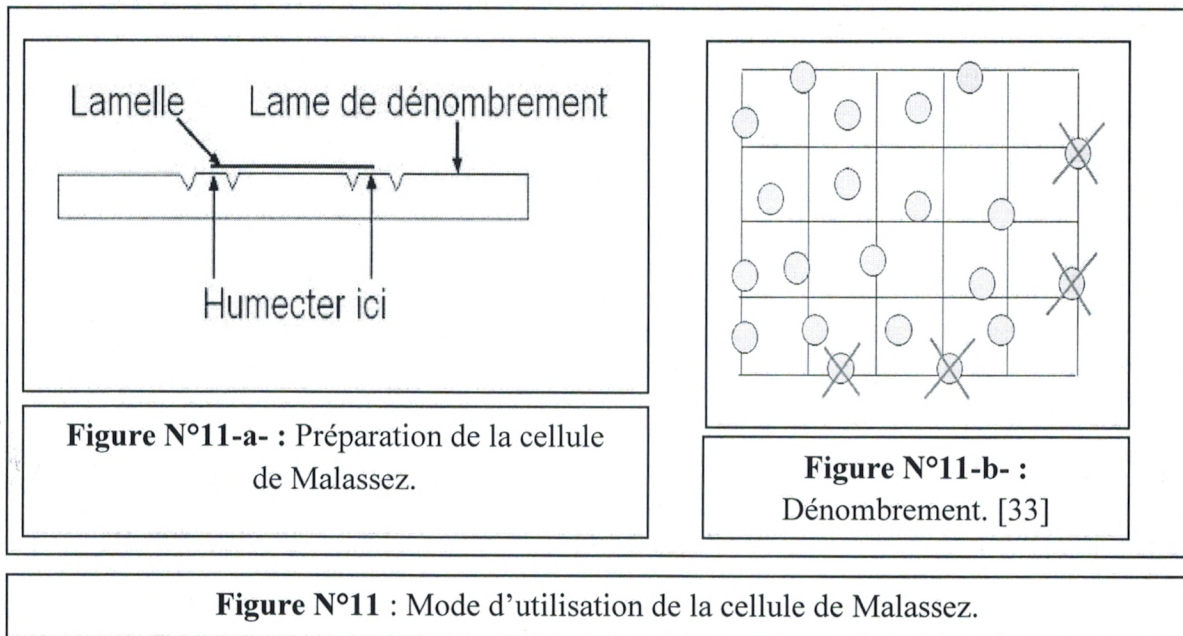 Lamelle
Lame de dénombrement
Humecter ici
Figure N°11-a- : Préparation de la cellule
de Malassez.
Figure N°11-b- :
Dénombrement. [33]
Figure N°11 : Mode d'utilisation de la cellule de Malassez.